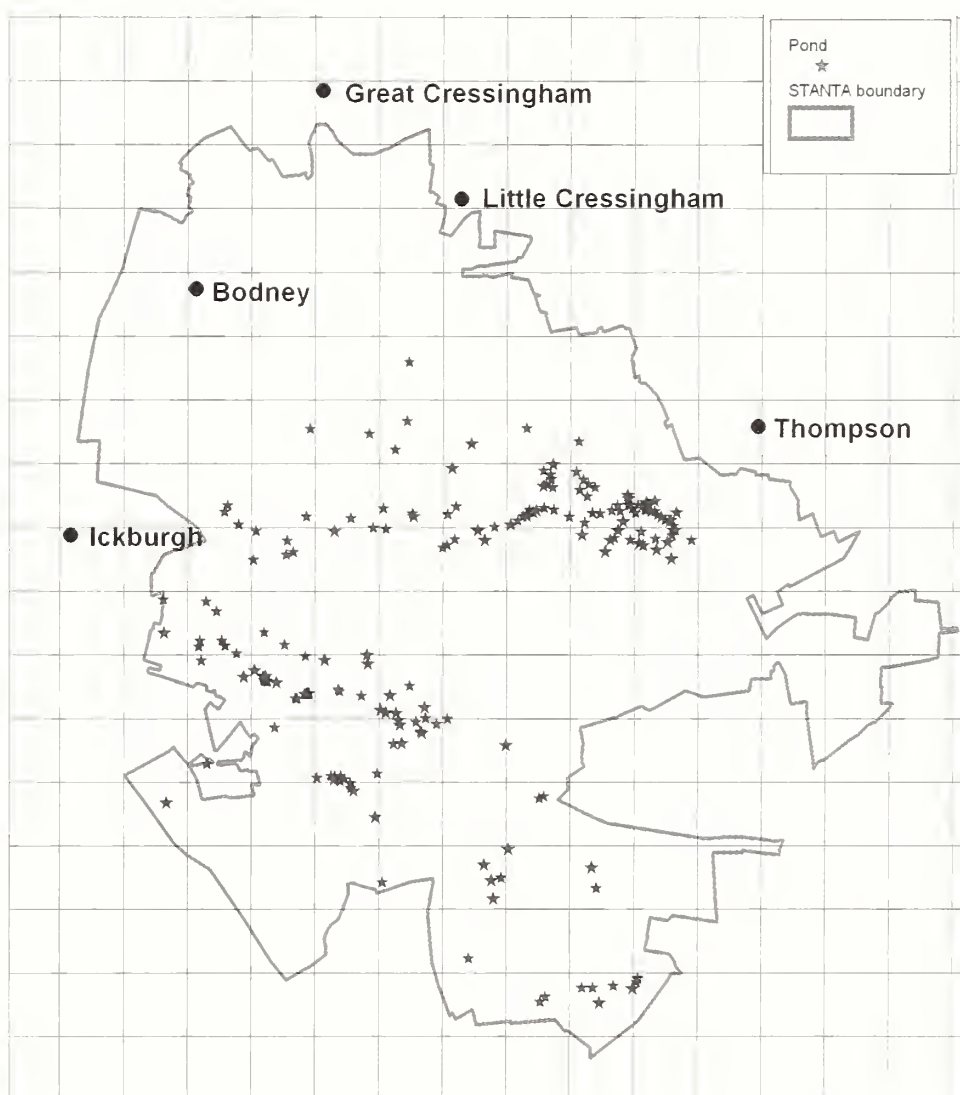 Pond
STANTA boundary
Great Cressingham
Little Cressingham
Bodney
Thompson
Ickburgh